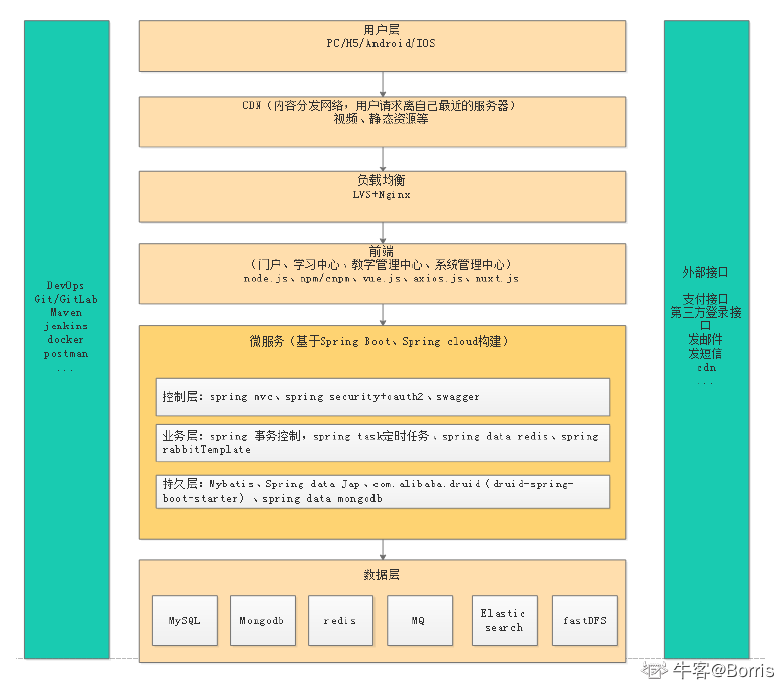 用户层
PC/H5/Android/IOS
CDN（内容分发网络，用户请求离自己最近的服务器）
视频、静态资源等
负载均衡
LVS+Nginx
前端
（门户、学习中心、教学管理中心、系统管理中心）
node.js、npm/cnpm、vue.js、axios.js、nuxt.js
微服务（基于Spring Boot、Spring cloud构建）
控制层：spring mvc、spring security+oauth2、swagger
业务层：spring 事务控制，spring task定时任务、spring data redis、spring
rabbitTemplate
持久层：Mybatis、Spring data Jap、com.alibaba.druid（druid-spring-
boot-starter）、spring data mongodb
数据层
MySQL
Mongodb
redis
MQ
Elastic
search
fastDFS
DevOps
Git/GitLab
Maven
jenkins
docker
postman
...
外部接口
支付接口
第三方登录接
口
发邮件
发短信
cdn
...
牛客@Borris